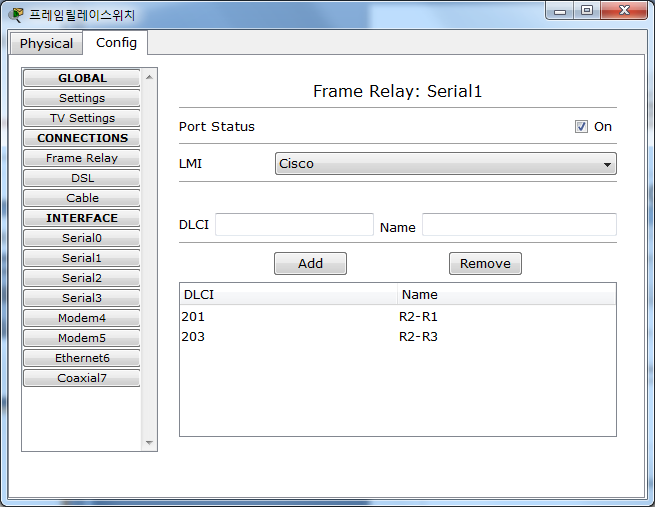 프레임릴레이스위치
Physical Config
GLOBAL
Settings
TV Settings
CONNECTIONS
Frame Relay
DSL
Cable
INTERFACE
Serial0
Serial1
Serial2
Serial3
Modem4
Modem5
Ethernet6
Coaxial7
Frame Relay: Serial1
Port Status On
LMI Cisco
DLCI Name
Add Remove
DLCI Name
201 R2-R1
203 R2-R3